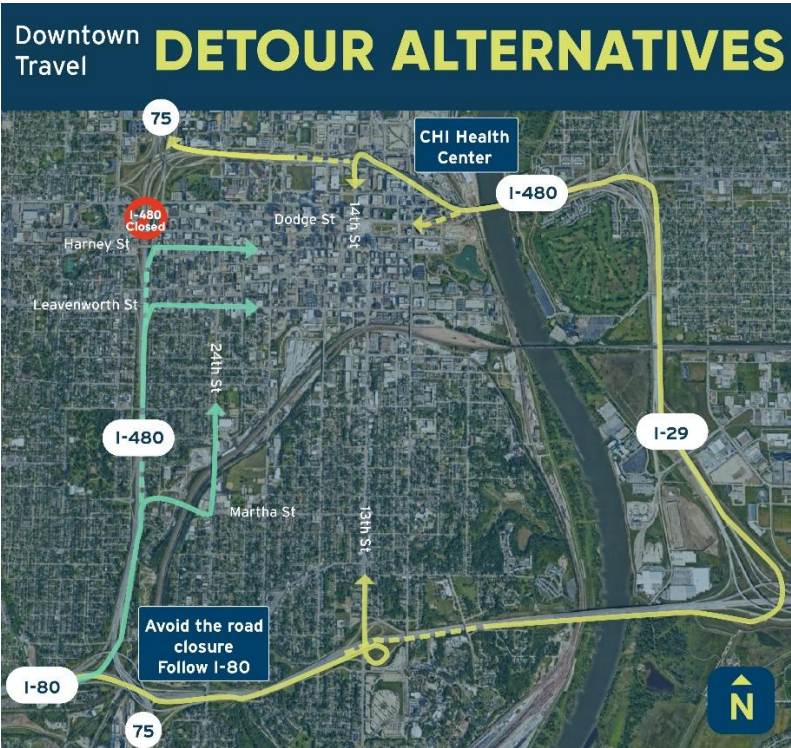 Downtown
Travel
DETOUR ALTERNATIVES
75
CHI Health
Center
I-480
I-480
Closed
Dodge St
14th St
Harney St
Leavenworth St
24th St
I-480
I-29
Martha St
13th St
Avoid the road
closure
Follow I-80
I-80
75
N